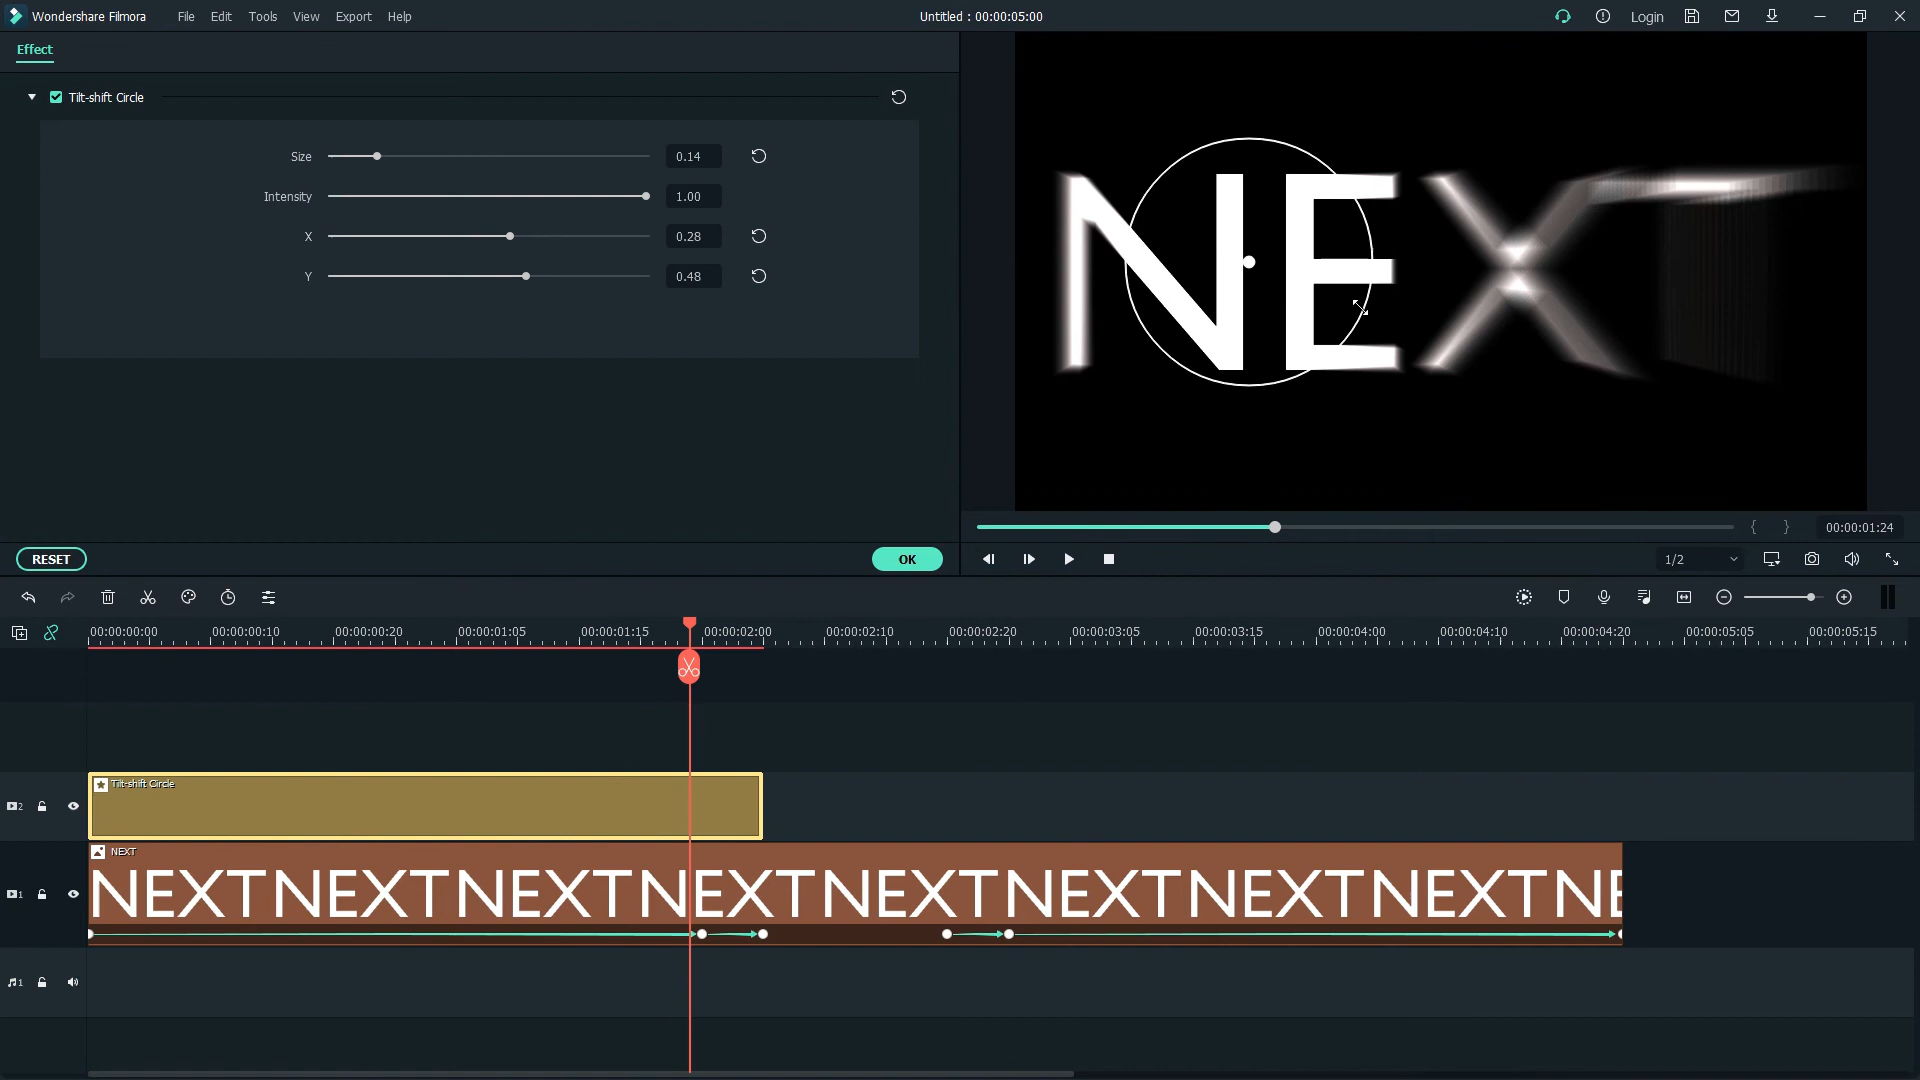 Wondershare Filmora File Edit Tools View Export Help Untitled : 00:00:05:00 Login
Effect
Tilt-shift Circle
Size 0.14
Intensity 1.00
X 0.28
Y 0.48
NEXT
{ } 00:00:01:24
RESET OK 1/2
00:00:00:00 00:00:00:10 00:00:00:20 00:00:01:05 00:00:01:15 00:00:02:00 00:00:02:10 00:00:02:20 00:00:03:05 00:00:03:15 00:00:04:00 00:00:04:10 00:00:04:20 00:00:05:05 00:00:05:15
Tilt-shift Circle
2
NEXT
1 NEXTNEXTNEXTNEXTNEXTNEXTNEXTNEXTNE
1